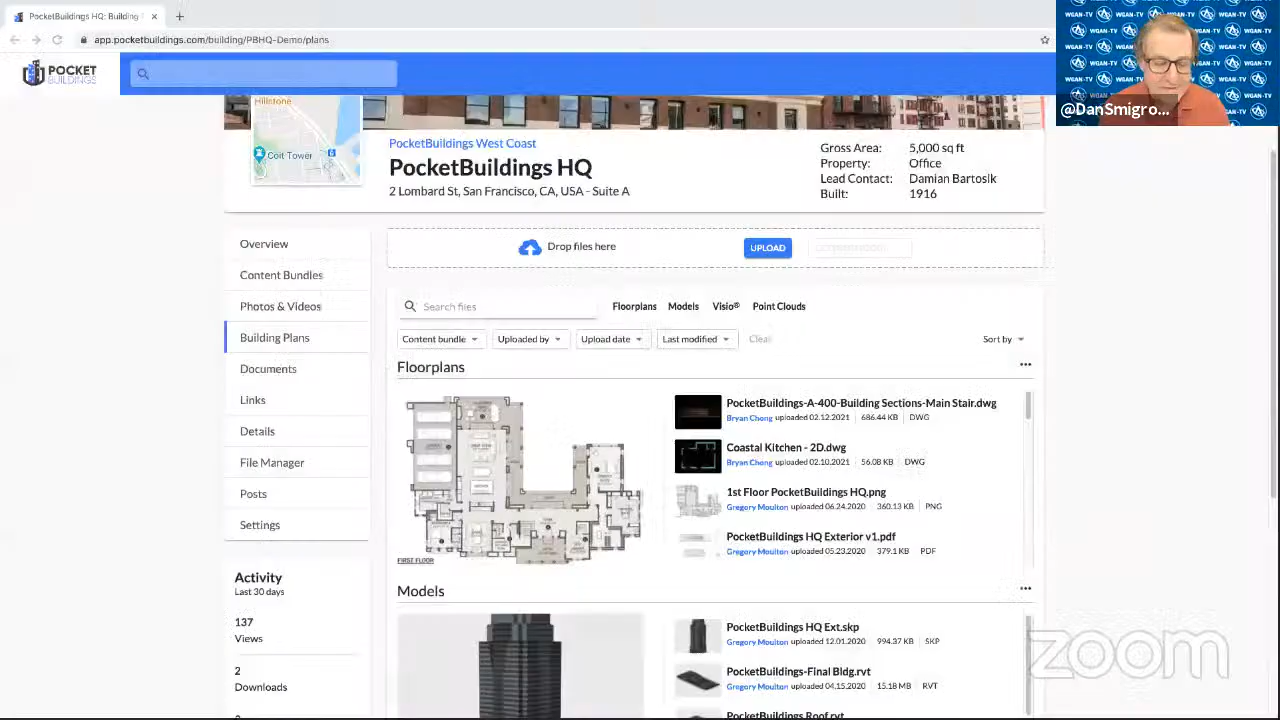 PocketBuildings HQ: Building
app.pocketbuildings.com/building/PBHQ-Demo/plans
POCKET
BUILDINGS
WGAN-TV
@DanSmigro...
Hillstone
Coit Tower
PocketBuildings West Coast
PocketBuildings HQ
2 Lombard St, San Francisco, CA, USA - Suite A
Gross Area: 5,000 sq ft
Property: Office
Lead Contact: Damian Bartosik
Built: 1916
Overview
Content Bundles
Photos & Videos
Building Plans
Documents
Links
Details
File Manager
Posts
Settings
Activity
Last 30 days
137
Views
2
Downloads
Drop files here
UPLOAD
Search files
Floorplans Models Visio® Point Clouds
Content bundle Uploaded by Upload date Last modified Clear
Sort by
Floorplans
FIRST FLOOR
PocketBuildings-A-400-Building Sections-Main Stair.dwg
Bryan Chong uploaded 02.12.2021 686.44 KB DWG
Coastal Kitchen - 2D.dwg
Bryan Chong uploaded 02.10.2021 56.08 KB DWG
1st Floor PocketBuildings HQ.png
Gregory Moulton uploaded 06.24.2020 360.13 KB PNG
PocketBuildings HQ Exterior v1.pdf
Gregory Moulton uploaded 05.23.2020 379.1 KB PDF
Models
PocketBuildings HQ Ext.skp
Gregory Moulton uploaded 12.01.2020 994.37 KB SKP
PocketBuildings-Final Bldg.rvt
Gregory Moulton uploaded 04.15.2020 15.18 MB
PocketBuildings Roof.rvt
zoom